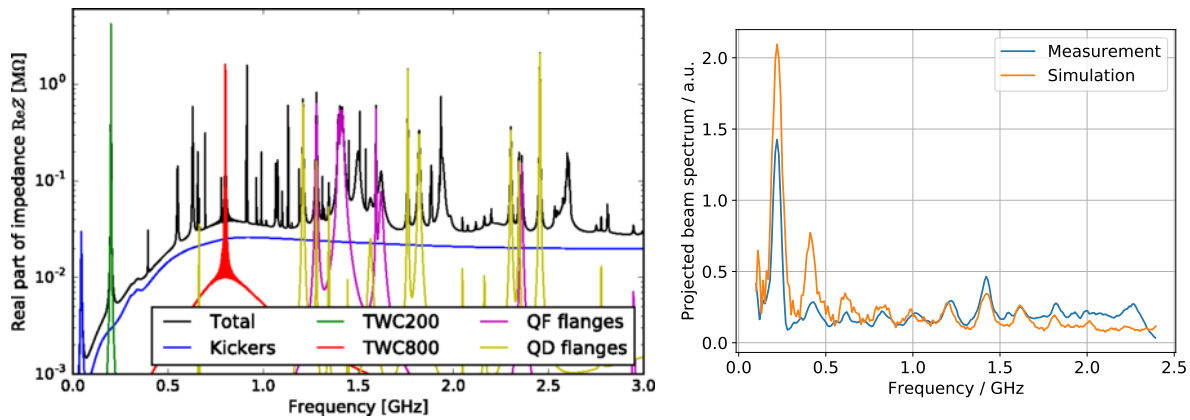 Real part of impedance ReZ [MΩ]
10⁰
10⁻¹
10⁻²
10⁻³
Total
Kickers
TWC200
TWC800
QF flanges
QD flanges
0.0 0.5 1.0 1.5 2.0 2.5 3.0
Frequency [GHz]
Projected beam spectrum / a.u.
2.0
1.5
1.0
0.5
0.0
Measurement
Simulation
0.0 0.5 1.0 1.5 2.0 2.5
Frequency / GHz